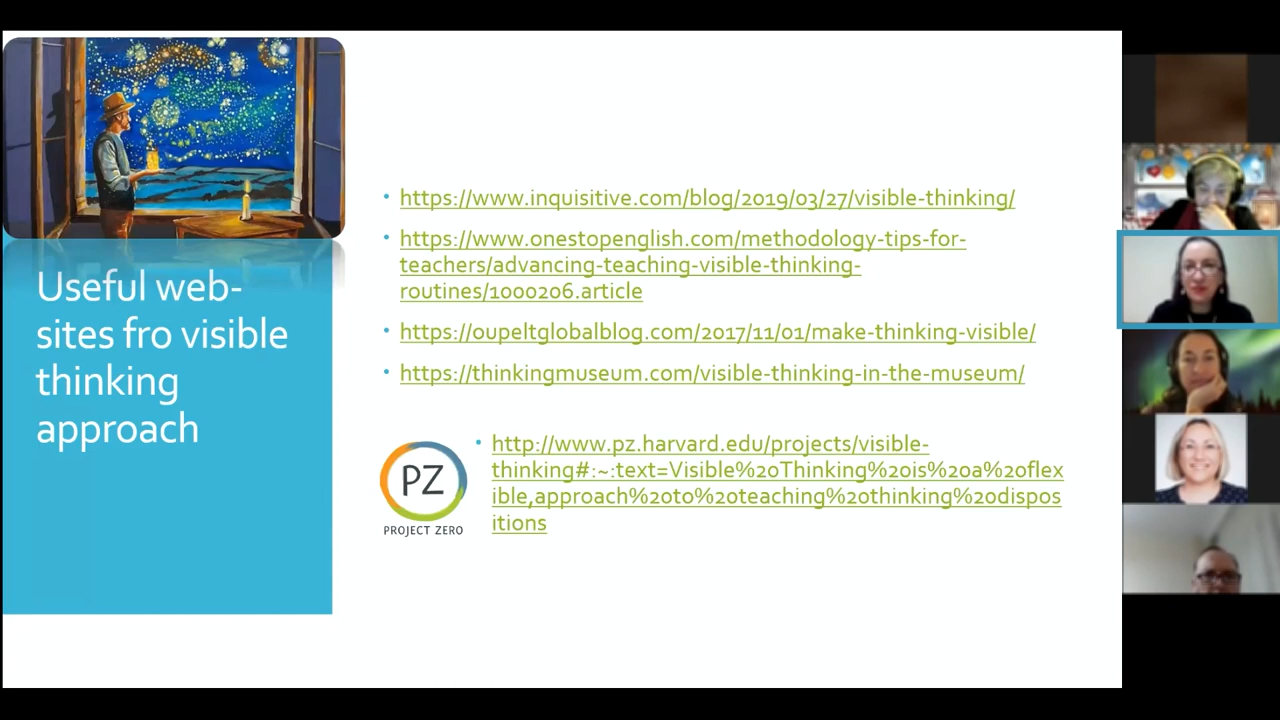 Useful web-
sites fro visible
thinking
approach
https://www.inquisitive.com/blog/2019/03/27/visible-thinking/
https://www.onestopenglish.com/methodology-tips-for-
teachers/advancing-teaching-visible-thinking-
routines/1000206.article
https://oupeltglobalblog.com/2017/11/01/make-thinking-visible/
https://thinkingmuseum.com/visible-thinking-in-the-museum/
http://www.pz.harvard.edu/projects/visible-
thinking#:~:text=Visible%20Thinking%20is%20a%20flex
ible,approach%20to%20teaching%20thinking%20dispos
itions
PZ
PROJECT ZERO